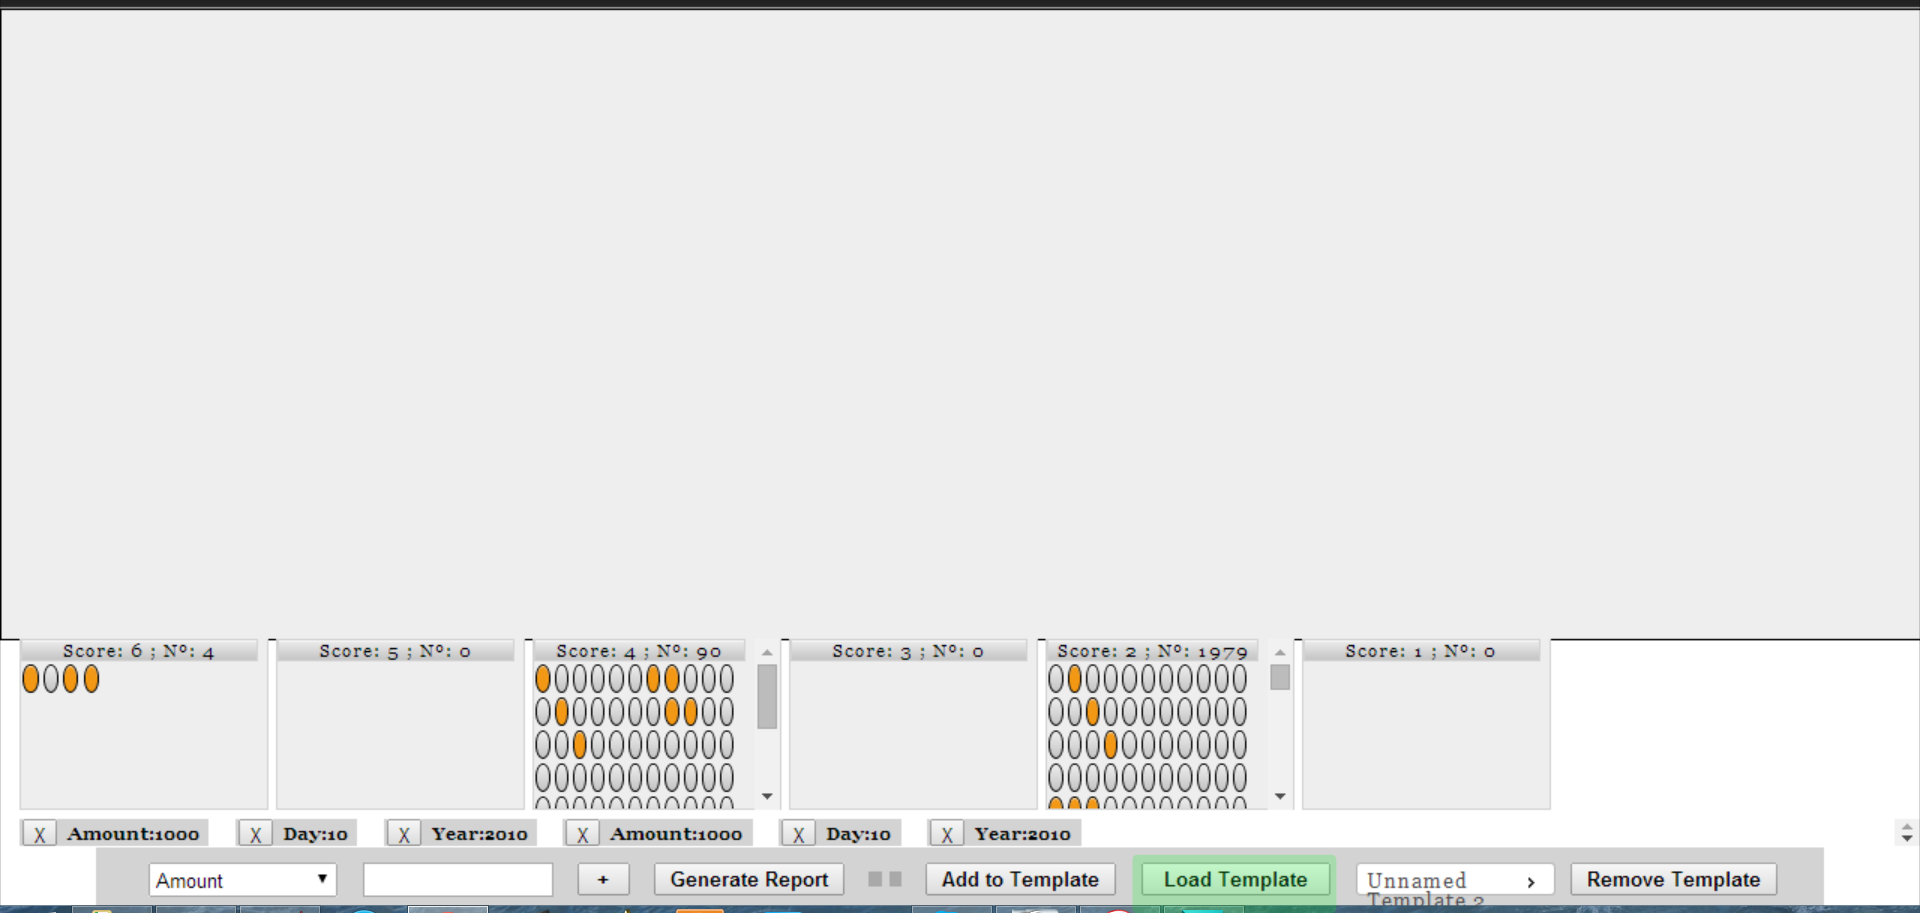 Score: 6 ; Nº: 4
Score: 5 ; Nº: 0
Score: 4 ; Nº: 90
Score: 3 ; Nº: 0
Score: 2 ; Nº: 1979
Score: 1 ; Nº: 0
X Amount:1000 X Day:10 X Year:2010 X Amount:1000 X Day:10 X Year:2010
Amount + Generate Report Add to Template Load Template Unnamed > Remove Template
Template 2